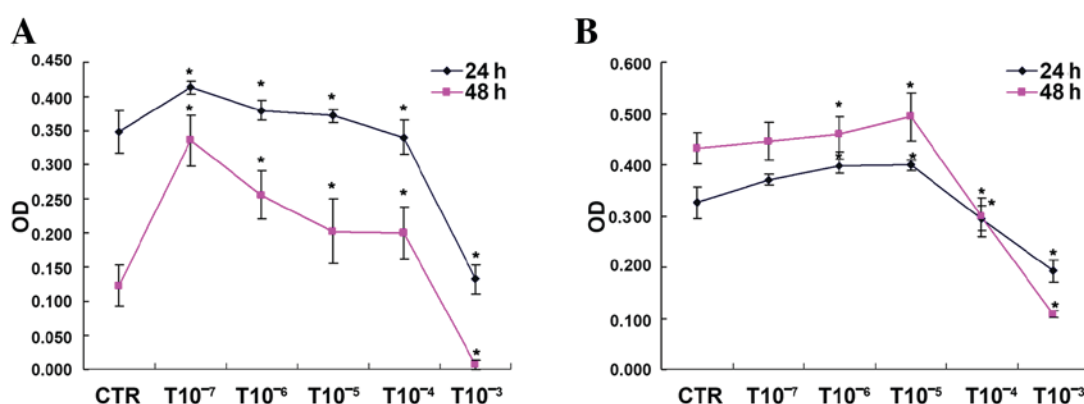 A
0.450
0.400
0.350
0.300
0.250
0.200
0.150
0.100
0.050
0.000
OD
24 h
48 h
* * * * * * * * * *
CTR T10⁻⁷ T10⁻⁶ T10⁻⁵ T10⁻⁴ T10⁻³
B
0.600
0.500
0.400
0.300
0.200
0.100
0.000
OD
24 h
48 h
* * * * * * * *
CTR T10⁻⁷ T10⁻⁶ T10⁻⁵ T10⁻⁴ T10⁻³